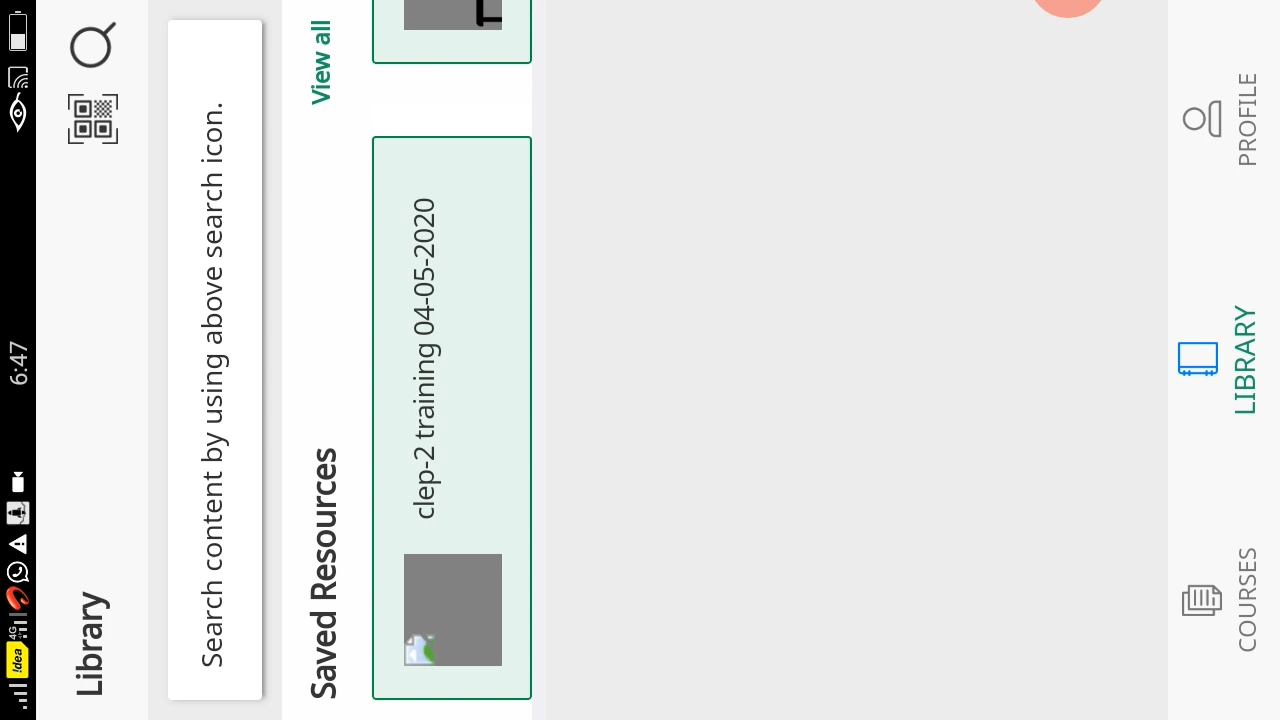 4G
!dea
6:47
Library
Search content by using above search icon.
Saved Resources
View all
clep-2 training 04-05-2020
T
COURSES
LIBRARY
PROFILE